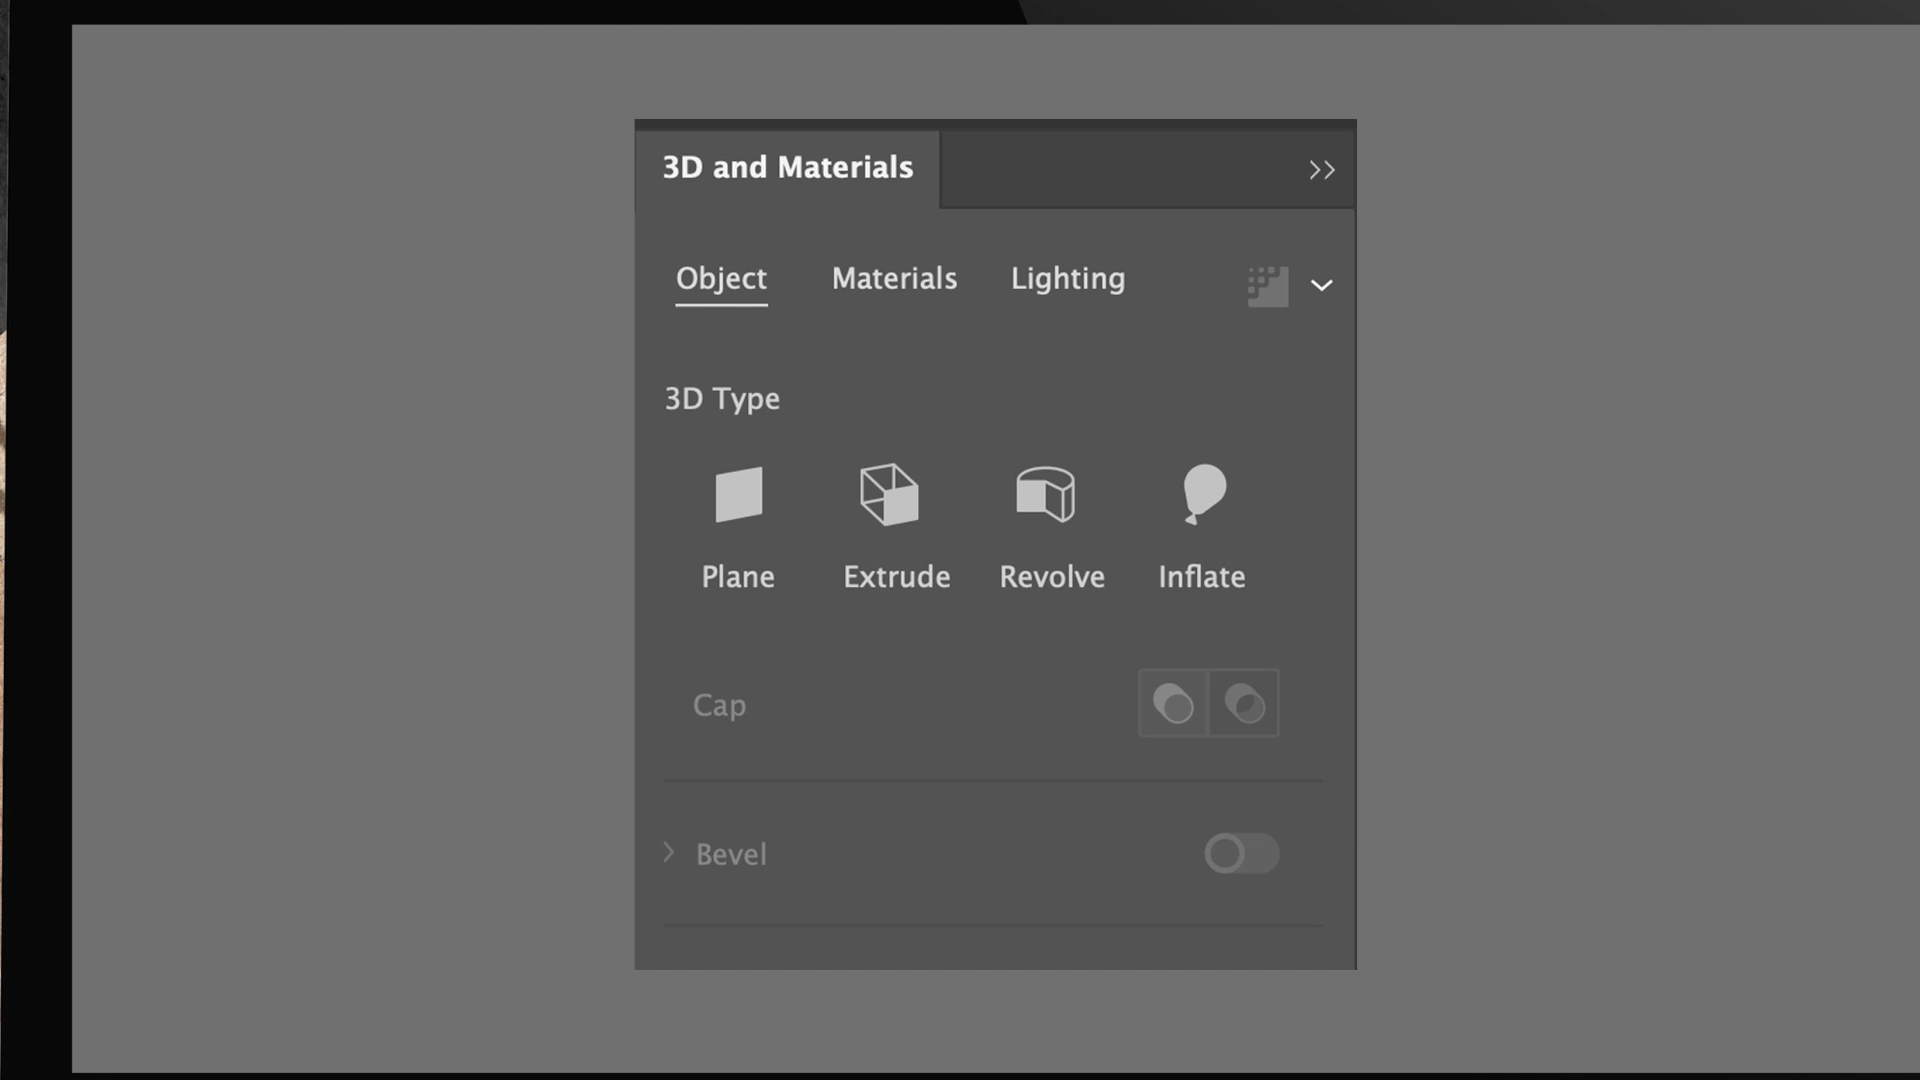 3D and Materials
Object Materials Lighting
3D Type
Plane Extrude Revolve Inflate
Cap
Bevel